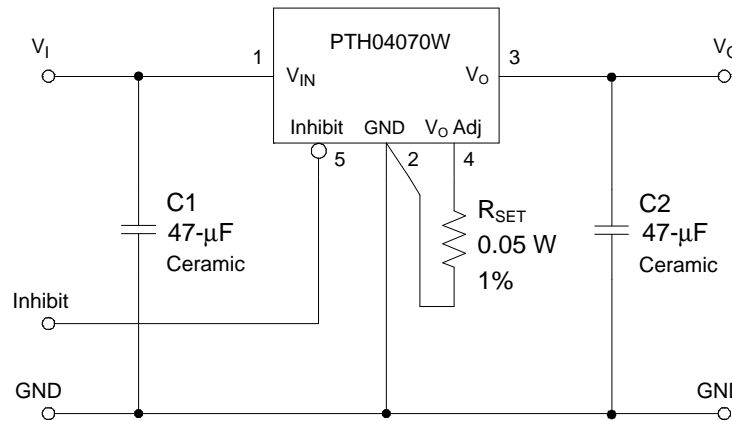 PTH04070W
V_I
1
V_IN
V_O
3
V_O
Inhibit
GND
V_O Adj
5
2
4
C1
47-μF
Ceramic
R_SET
0.05 W
1%
C2
47-μF
Ceramic
Inhibit
GND
GND